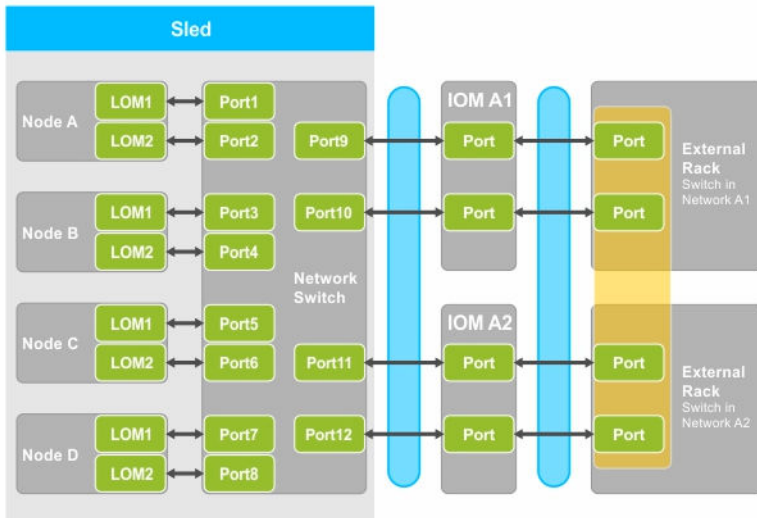 Sled
Node A
LOM1
LOM2
Port1
Port2
Node B
LOM1
LOM2
Port3
Port4
Node C
LOM1
LOM2
Port5
Port6
Node D
LOM1
LOM2
Port7
Port8
Port9
Port10
Network
Switch
Port11
Port12
IOM A1
Port
Port
IOM A2
Port
Port
Port
Port
External
Rack
Switch in
Network A1
Port
Port
External
Rack
Switch in
Network A2